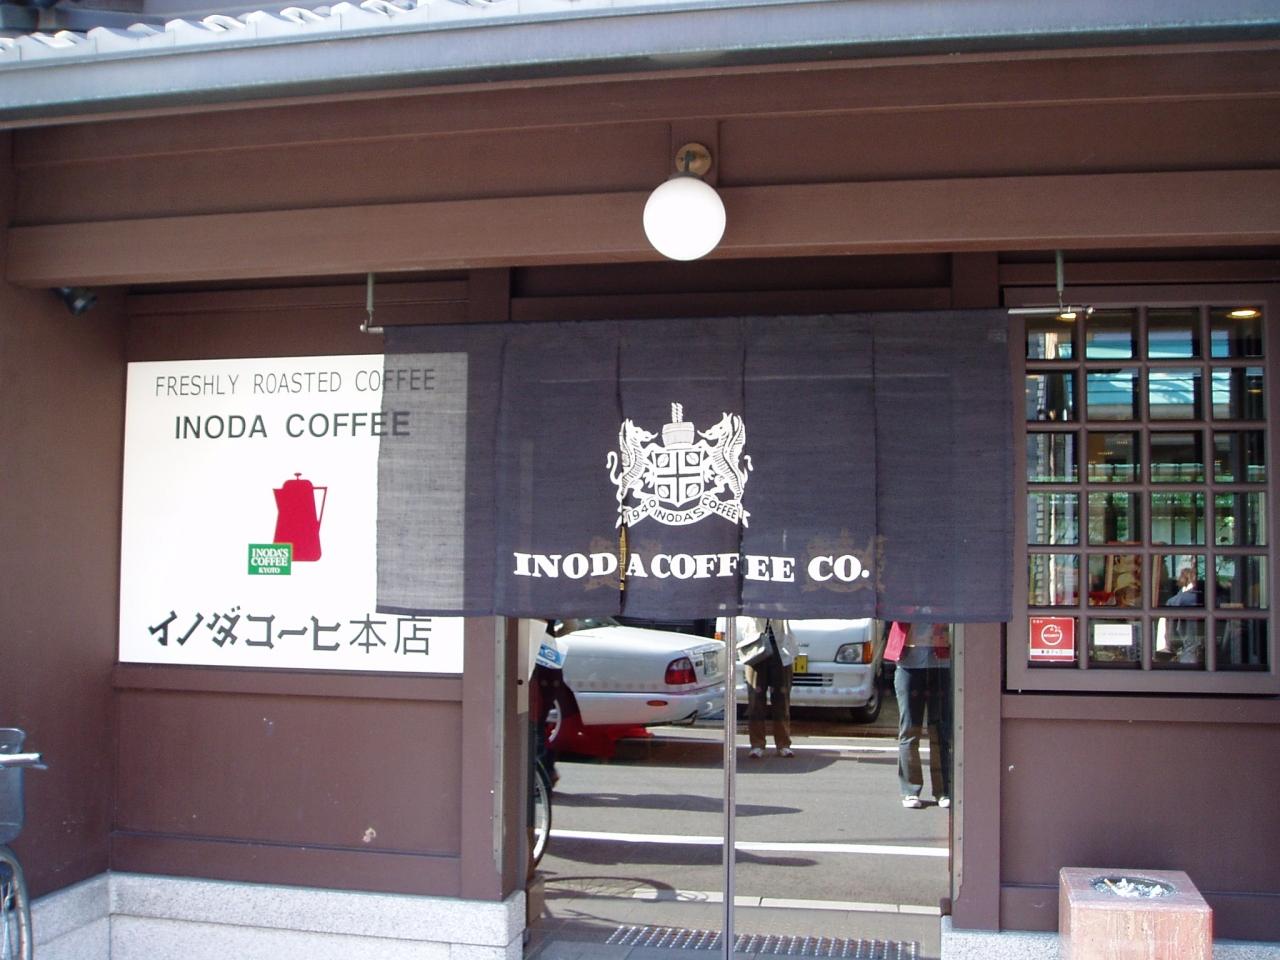 FRESHLY ROASTED COFFEE
INODA COFFEE
INODA'S
COFFEE
KYOTO
イノダコーヒ本店
1940 INODA'S COFFEE
INODA COFFEE CO.